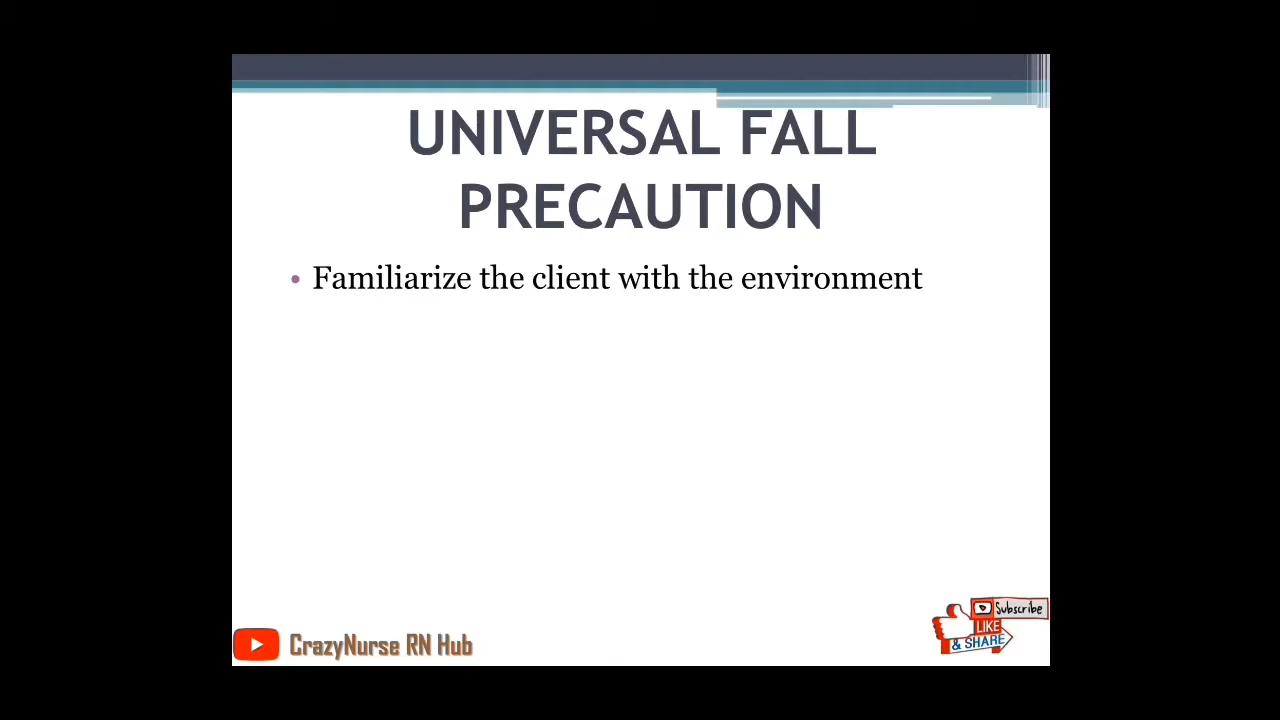 UNIVERSAL FALL
PRECAUTION
• Familiarize the client with the environment
Subscribe
LIKE
& SHARE
CrazyNurse RN Hub